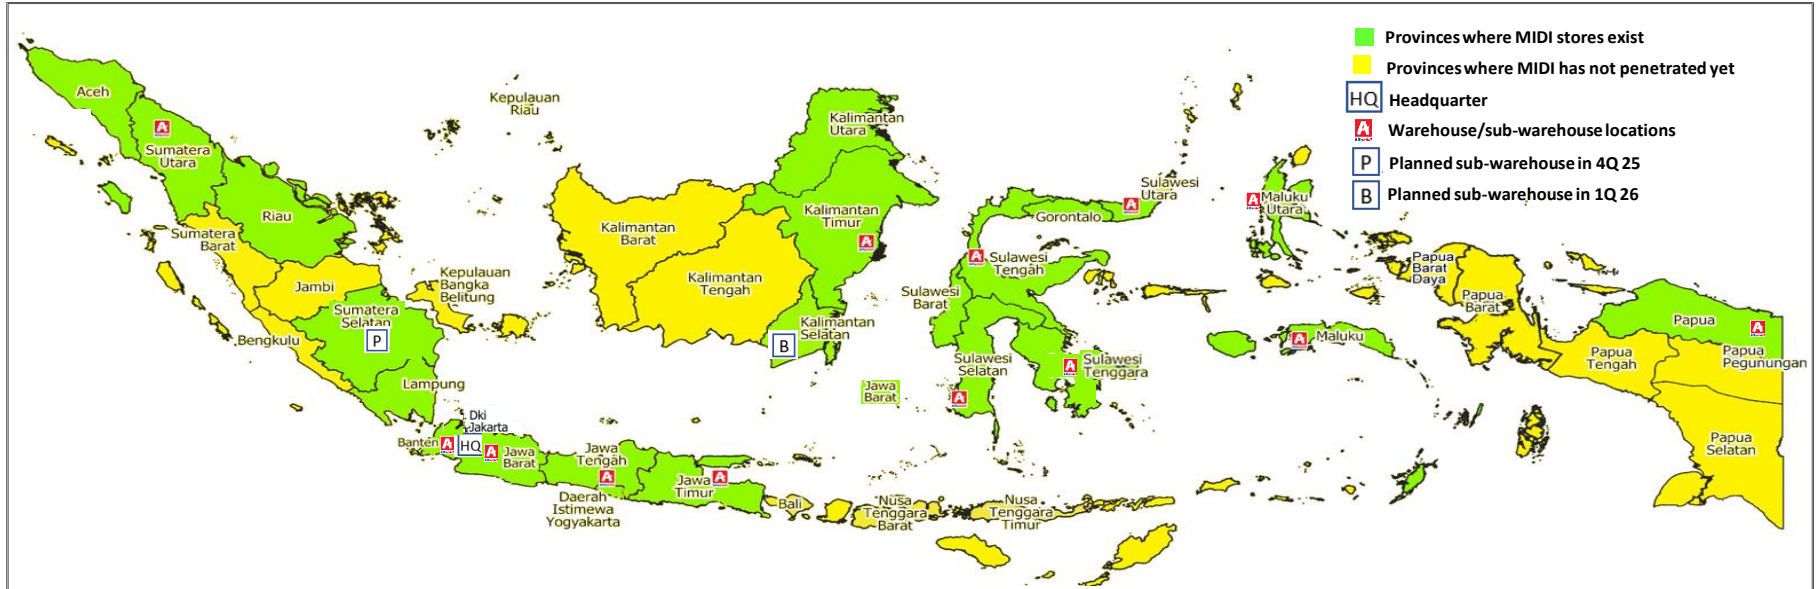 Provinces where MIDI stores exist
Provinces where MIDI has not penetrated yet
HQ Headquarter
A Warehouse/sub-warehouse locations
P Planned sub-warehouse in 4Q 25
B Planned sub-warehouse in 1Q 26
Aceh
A
Sumatera
Utara
Riau
Kepulauan
Riau
Sumatera
Barat
Jambi
Kepulauan
Bangka
Belitung
Sumatera
Selatan
P
Bengkulu
Lampung
Dki
Jakarta
Banten
A
HQ
A
Jawa
Barat
Jawa
Tengah
A
Daerah
Istimewa
Yogyakarta
Jawa
Timur
A
Bali
Nusa
Tenggara
Barat
Nusa
Tenggara
Timur
Jawa
Barat
Kalimantan
Utara
Kalimantan
Timur
A
Kalimantan
Barat
Kalimantan
Tengah
Kalimantan
Selatan
B
Sulawesi
Utara
A
Gorontalo
A
Sulawesi
Tengah
Sulawesi
Barat
Sulawesi
Selatan
A
Sulawesi
Tenggara
A
A
Maluku
Utara
A
Maluku
Papua
Barat
Daya
Papua
Barat
Papua
A
Papua
Tengah
Papua
Pegunungan
Papua
Selatan